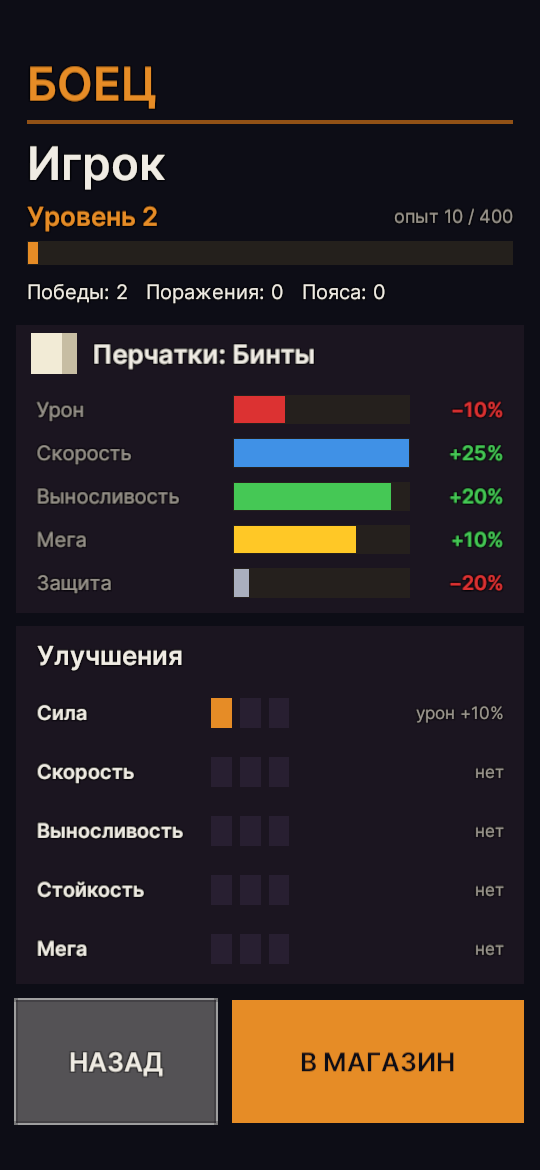 БОЕЦ
Игрок
Уровень 2 опыт 10 / 400
Победы: 2 Поражения: 0 Пояса: 0
Перчатки: Бинты
Урон −10%
Скорость +25%
Выносливость +20%
Мега +10%
Защита −20%
Улучшения
Сила урон +10%
Скорость нет
Выносливость нет
Стойкость нет
Мега нет
НАЗАД В МАГАЗИН